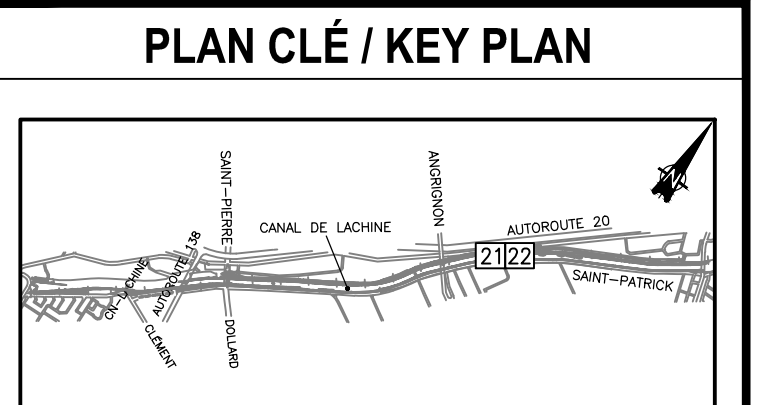 PLAN CLÉ / KEY PLAN
N
SAINT-PIERRE
ANGRIGNON
AUTOROUTE 20
CANAL DE LACHINE
AUTOROUTE 138
21 22
CN-LACHINE
SAINT-PATRICK
CLÉMENT
DOLLARD